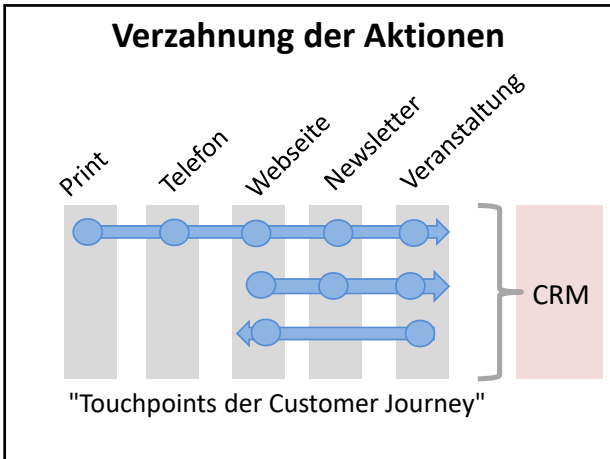 Verzahnung der Aktionen
Print
Telefon
Webseite
Newsletter
Veranstaltung
CRM
"Touchpoints der Customer Journey"